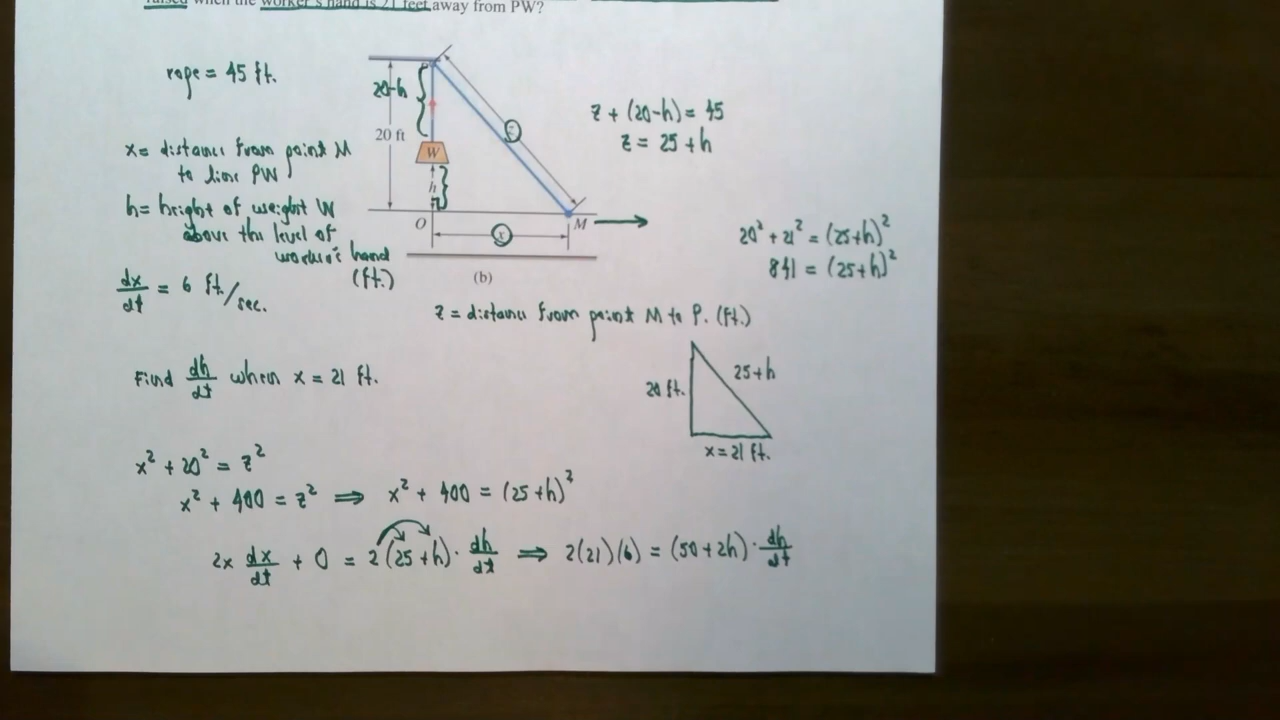 raised when the worker's hand is 21 feet away from PW?
rope = 45 ft.
20-h
20 ft
W
h
z
O
x
M
(b)
z + (20-h) = 45
z = 25 + h
x = distance from point M
to line PW
h = height of weight W
above the level of
worker's hand
(ft.)
dx/dt = 6 ft/sec.
20² + 21² = (25+h)²
841 = (25+h)²
z = distance from point M to P. (ft.)
Find dh/dt when x = 21 ft.
20 ft.
25+h
x = 21 ft.
x² + 20² = z²
x² + 400 = z² ⟹ x² + 400 = (25+h)²
2x dx/dt + 0 = 2(25+h) · dh/dt ⟹ 2(21)(6) = (50+2h) · dh/dt